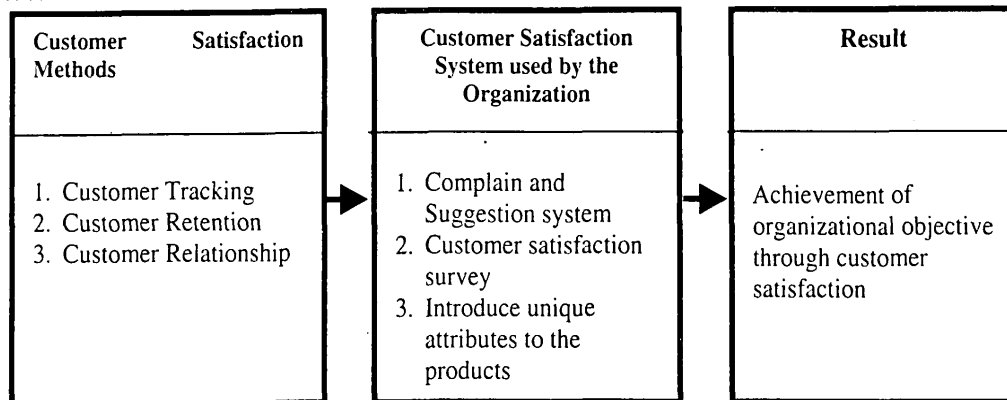 Customer Satisfaction
Methods
1. Customer Tracking
2. Customer Retention
3. Customer Relationship
Customer Satisfaction
System used by the
Organization
1. Complain and
Suggestion system
2. Customer satisfaction
survey
3. Introduce unique
attributes to the
products
Result
Achievement of
organizational objective
through customer
satisfaction